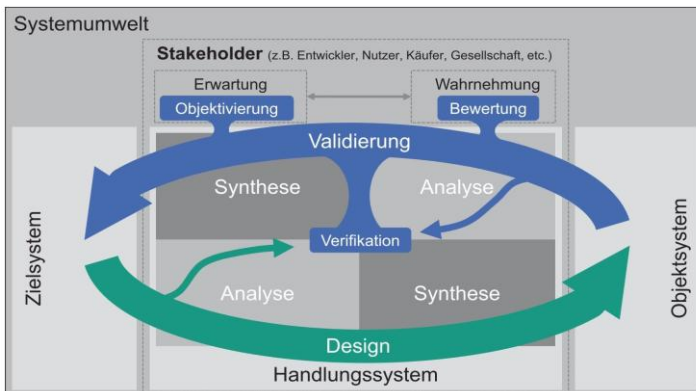 Systemumwelt
Stakeholder (z.B. Entwickler, Nutzer, Käufer, Gesellschaft, etc.)
Erwartung
Wahrnehmung
Objektivierung
Bewertung
Validierung
Synthese
Analyse
Verifikation
Zielsystem
Objektsystem
Analyse
Synthese
Design
Handlungssystem